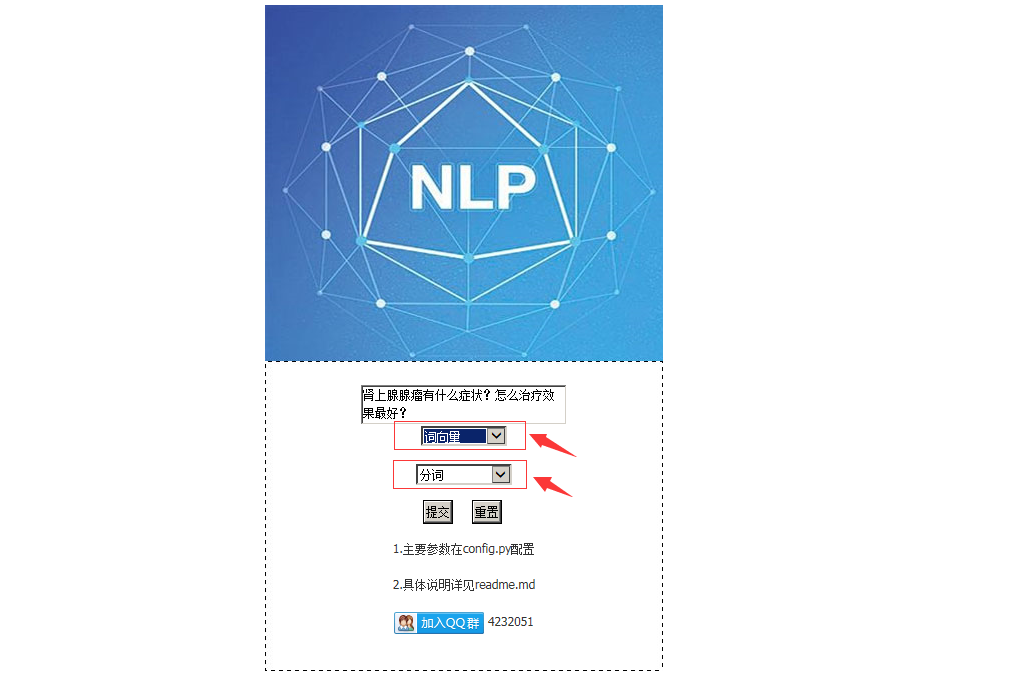 NLP
肾上腺腺瘤有什么症状？怎么治疗效
果最好？
词向量
分词
提交 重置
1.主要参数在config.py配置
2.具体说明详见readme.md
加入QQ群 4232051